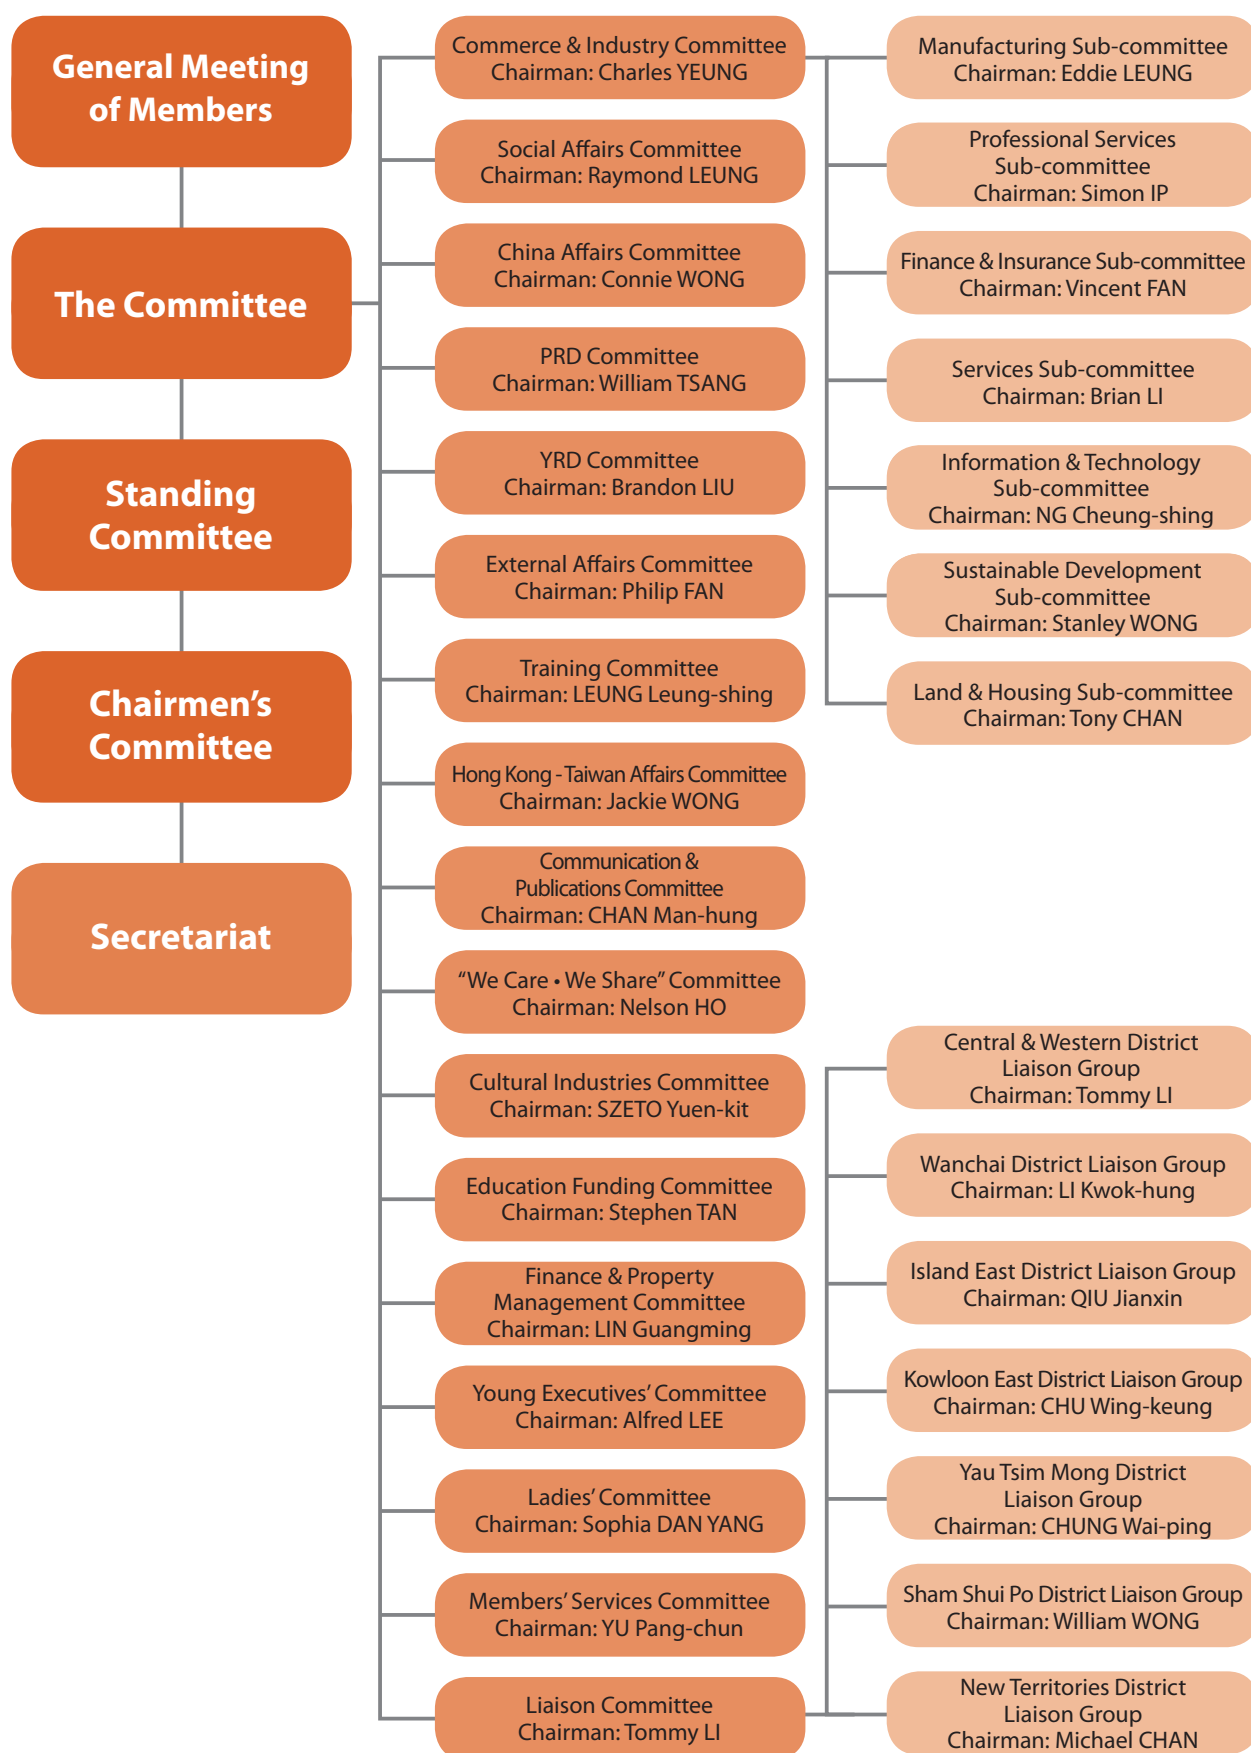 General Meeting
of Members
The Committee
Standing
Committee
Chairmen's
Committee
Secretariat
Commerce & Industry Committee
Chairman: Charles YEUNG
Social Affairs Committee
Chairman: Raymond LEUNG
China Affairs Committee
Chairman: Connie WONG
PRD Committee
Chairman: William TSANG
YRD Committee
Chairman: Brandon LIU
External Affairs Committee
Chairman: Philip FAN
Training Committee
Chairman: LEUNG Leung-shing
Hong Kong - Taiwan Affairs Committee
Chairman: Jackie WONG
Communication &
Publications Committee
Chairman: CHAN Man-hung
“We Care • We Share” Committee
Chairman: Nelson HO
Cultural Industries Committee
Chairman: SZETO Yuen-kit
Education Funding Committee
Chairman: Stephen TAN
Finance & Property
Management Committee
Chairman: LIN Guangming
Young Executives’ Committee
Chairman: Alfred LEE
Ladies’ Committee
Chairman: Sophia DAN YANG
Members’ Services Committee
Chairman: YU Pang-chun
Liaison Committee
Chairman: Tommy LI
Manufacturing Sub-committee
Chairman: Eddie LEUNG
Professional Services
Sub-committee
Chairman: Simon IP
Finance & Insurance Sub-committee
Chairman: Vincent FAN
Services Sub-committee
Chairman: Brian LI
Information & Technology
Sub-committee
Chairman: NG Cheung-shing
Sustainable Development
Sub-committee
Chairman: Stanley WONG
Land & Housing Sub-committee
Chairman: Tony CHAN
Central & Western District
Liaison Group
Chairman: Tommy LI
Wanchai District Liaison Group
Chairman: LI Kwok-hung
Island East District Liaison Group
Chairman: QIU Jianxin
Kowloon East District Liaison Group
Chairman: CHU Wing-keung
Yau Tsim Mong District
Liaison Group
Chairman: CHUNG Wai-ping
Sham Shui Po District Liaison Group
Chairman: William WONG
New Territories District
Liaison Group
Chairman: Michael CHAN